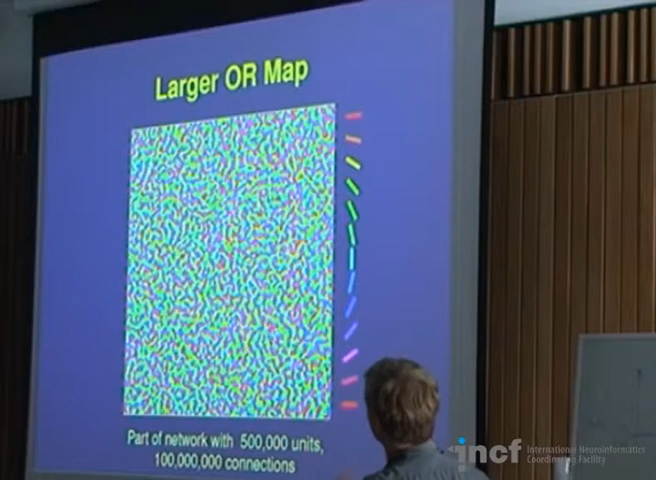 Larger OR Map
Part of network with 500,000 units,
100,000,000 connections
incf International Neuroinformatics
Coordinating Facility